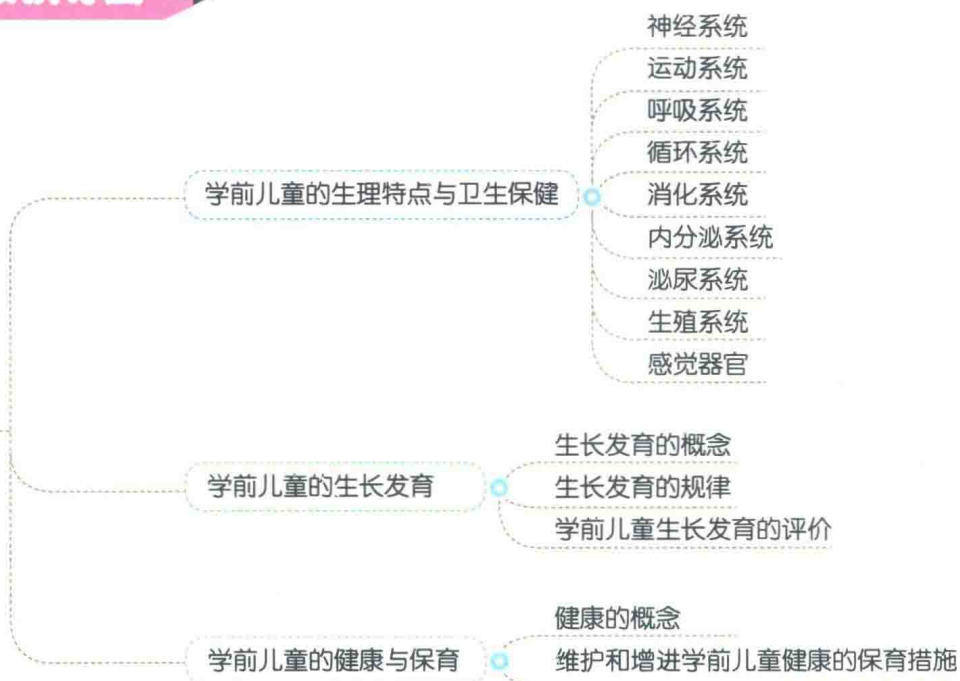 神经系统
运动系统
呼吸系统
循环系统
学前儿童的生理特点与卫生保健
消化系统
内分泌系统
泌尿系统
生殖系统
感觉器官
生长发育的概念
学前儿童的生长发育
生长发育的规律
学前儿童生长发育的评价
健康的概念
学前儿童的健康与保育
维护和增进学前儿童健康的保育措施